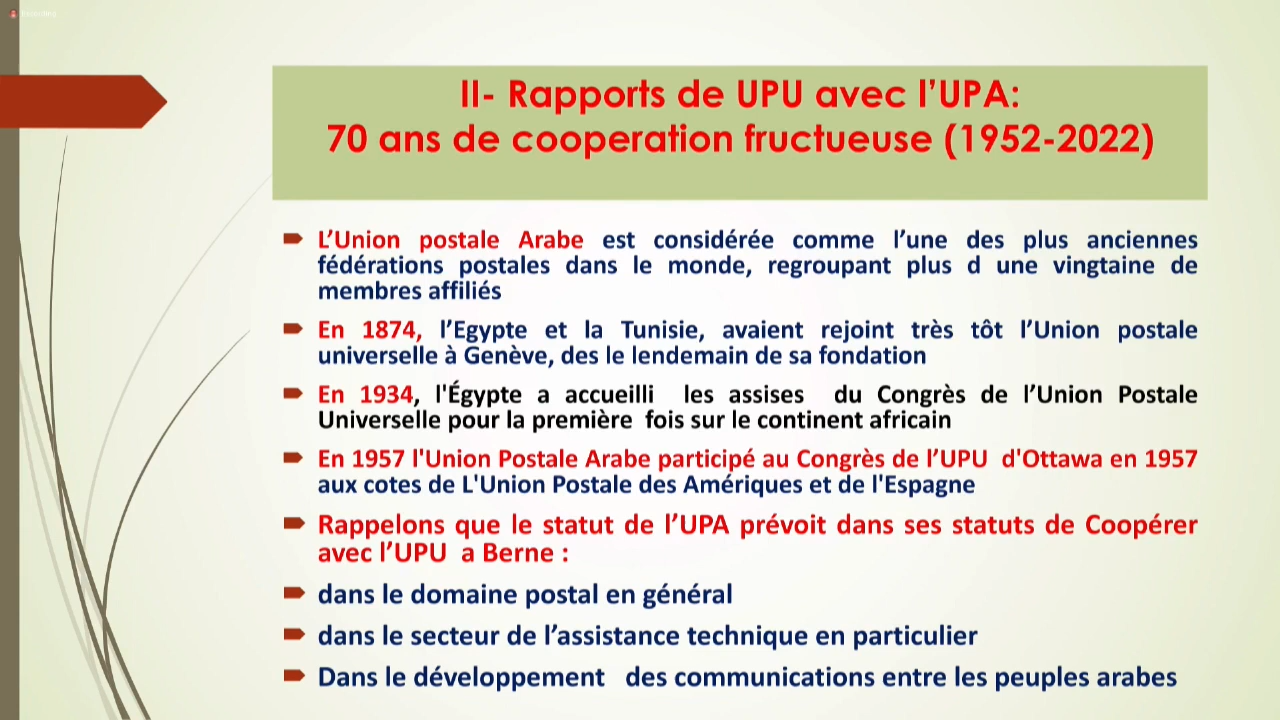 II- Rapports de UPU avec l’UPA:
70 ans de cooperation fructueuse (1952-2022)
L’Union postale Arabe est considérée comme l’une des plus anciennes
fédérations postales dans le monde, regroupant plus d une vingtaine de
membres affiliés
En 1874, l’Egypte et la Tunisie, avaient rejoint très tôt l’Union postale
universelle à Genève, des le lendemain de sa fondation
En 1934, l'Égypte a accueilli les assises du Congrès de l’Union Postale
Universelle pour la première fois sur le continent africain
En 1957 l'Union Postale Arabe participé au Congrès de l’UPU d'Ottawa en 1957
aux cotes de L'Union Postale des Amériques et de l'Espagne
Rappelons que le statut de l’UPA prévoit dans ses statuts de Coopérer
avec l’UPU a Berne :
dans le domaine postal en général
dans le secteur de l’assistance technique en particulier
Dans le développement des communications entre les peuples arabes